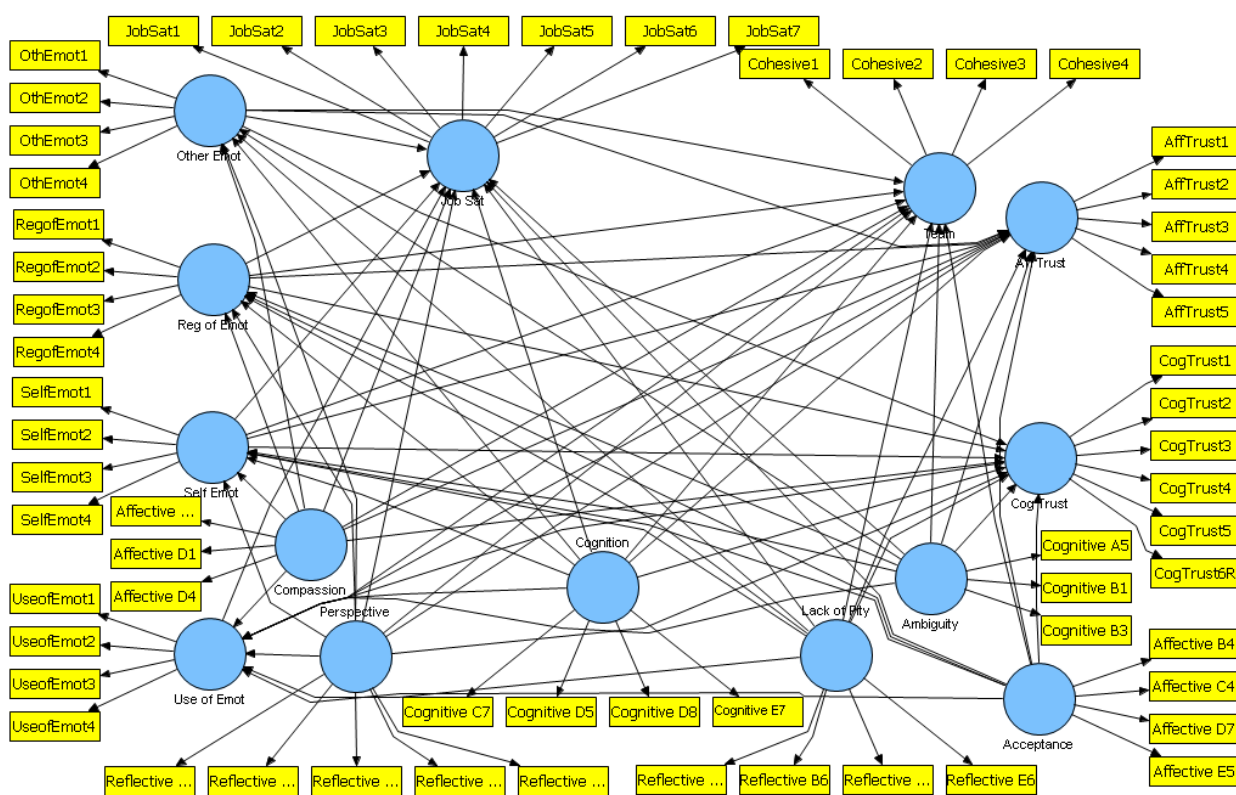 JobSat1
JobSat2
JobSat3
JobSat4
JobSat5
JobSat6
JobSat7
Cohesive1
Cohesive2
Cohesive3
Cohesive4
OthEmot1
OthEmot2
OthEmot3
OthEmot4
Other Emot
Job Sat
Team
AffTrust1
AffTrust2
AffTrust3
AffTrust4
AffTrust5
Aff Trust
RegofEmot1
RegofEmot2
RegofEmot3
RegofEmot4
Reg of Emot
SelfEmot1
SelfEmot2
SelfEmot3
SelfEmot4
Self Emot
CogTrust1
CogTrust2
CogTrust3
CogTrust4
CogTrust5
CogTrust6R
Cog Trust
Affective ...
Affective D1
Affective D4
Compassion
Cognition
Cognitive A5
Cognitive B1
Cognitive B3
Ambiguity
UseofEmot1
UseofEmot2
UseofEmot3
UseofEmot4
Use of Emot
Perspective
Lack of Pity
Cognitive C7
Cognitive D5
Cognitive D8
Cognitive E7
Affective B4
Affective C4
Affective D7
Affective E5
Acceptance
Reflective ...
Reflective ...
Reflective ...
Reflective ...
Reflective ...
Reflective ...
Reflective B6
Reflective ...
Reflective E6